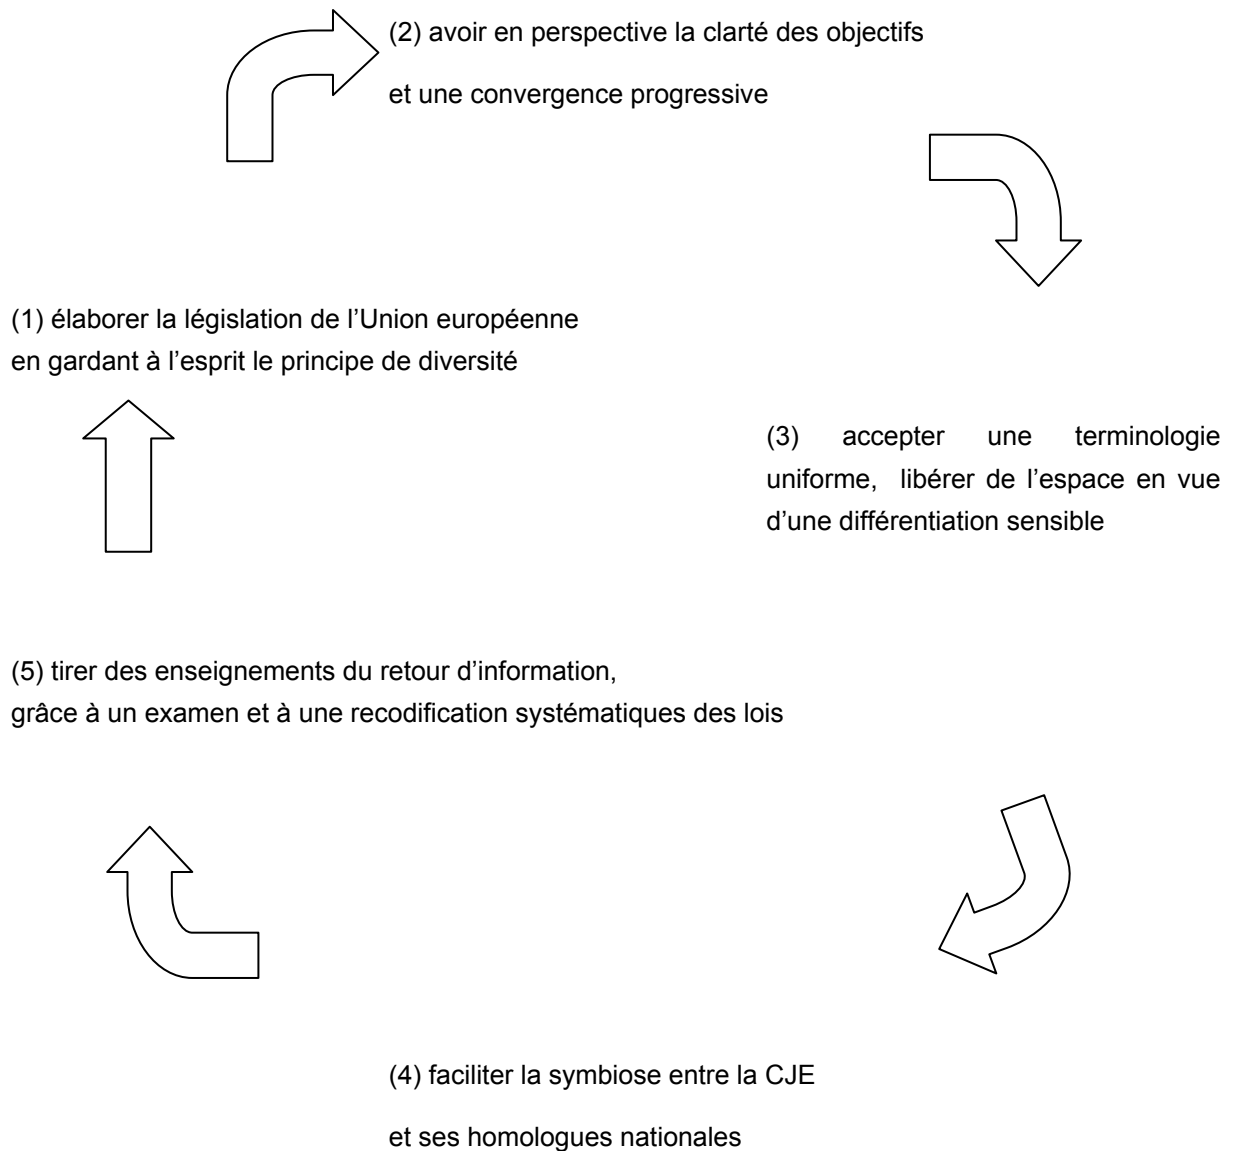 (2) avoir en perspective la clarté des objectifs
et une convergence progressive
(1) élaborer la législation de l’Union européenne
en gardant à l’esprit le principe de diversité
(3) accepter une terminologie
uniforme, libérer de l’espace en vue
d’une différentiation sensible
(5) tirer des enseignements du retour d’information,
grâce à un examen et à une recodification systématiques des lois
(4) faciliter la symbiose entre la CJE
et ses homologues nationales